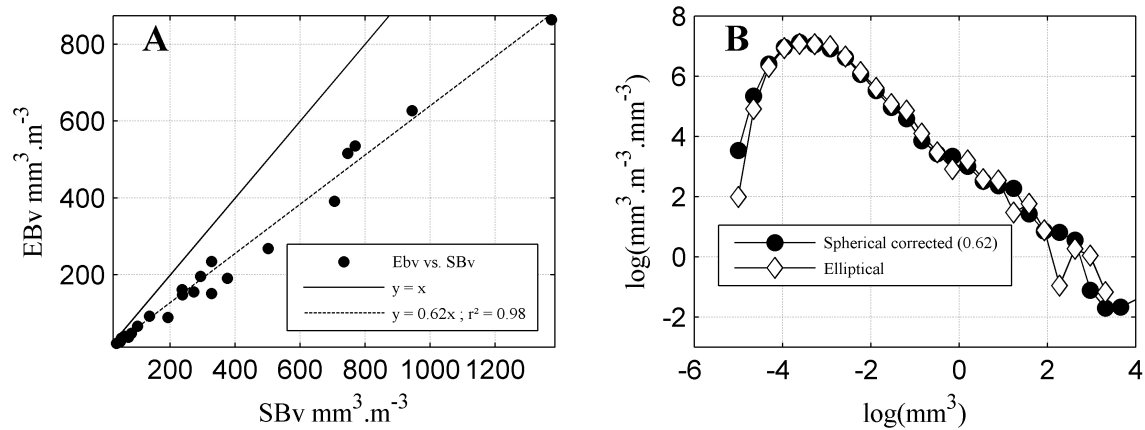 A
800
600
400
200
EBv mm³.m⁻³
200 400 600 800 1000 1200
SBv mm³.m⁻³
Ebv vs. SBv
y = x
y = 0.62x ; r² = 0.98
B
8
6
4
2
0
-2
log(mm³.m⁻³.mm⁻³)
-6 -4 -2 0 2 4
log(mm³)
Spherical corrected (0.62)
Elliptical